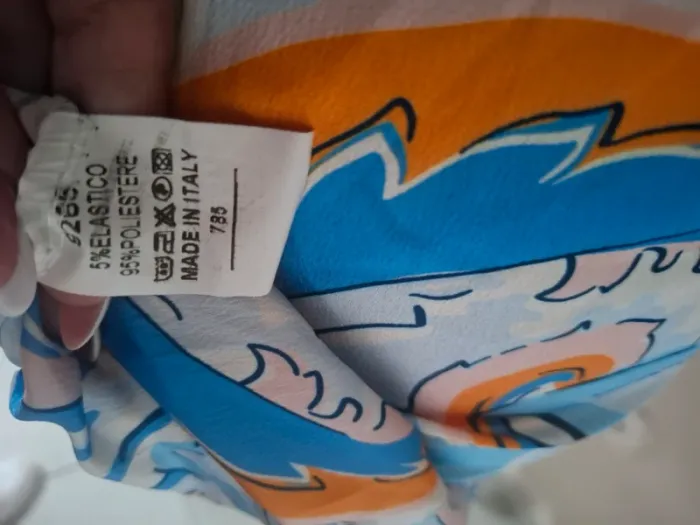 9265
5%ELASTICO
95%POLIESTERE
MADE IN ITALY
785